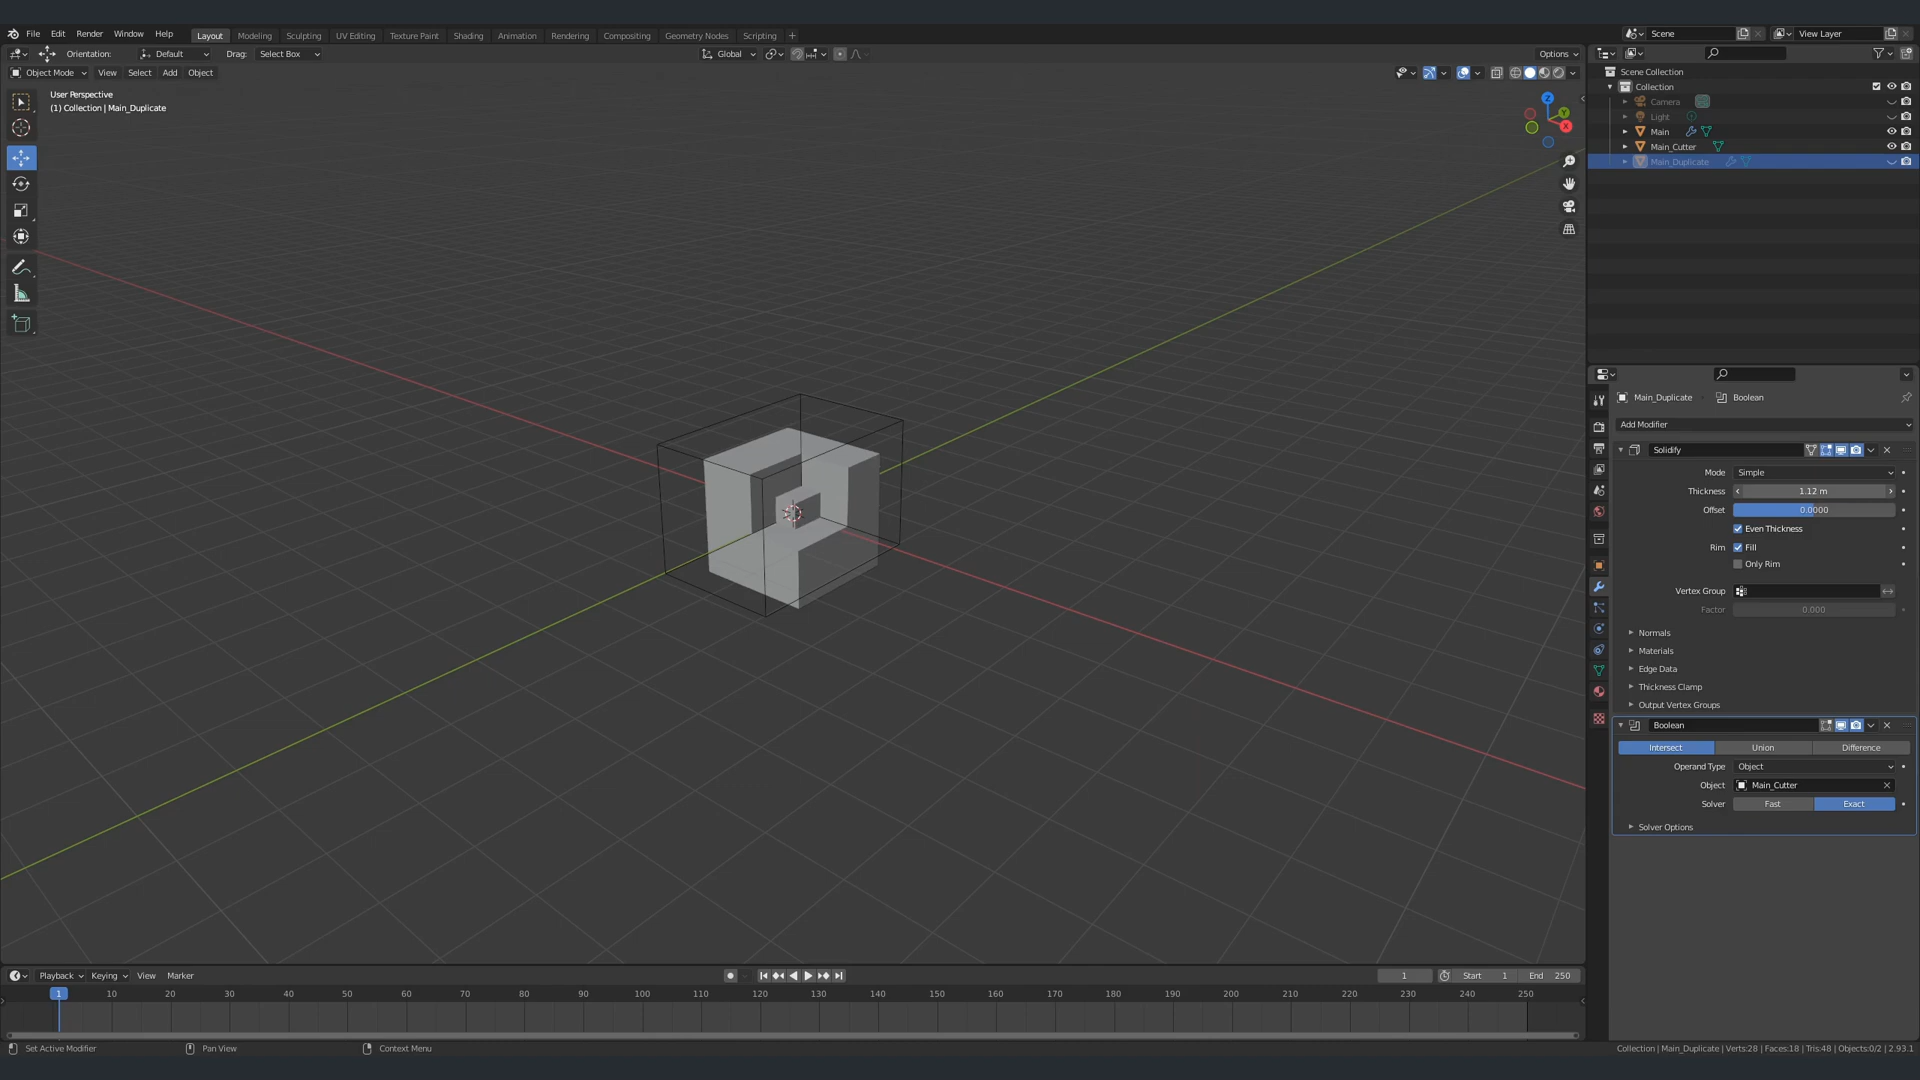 File Edit Render Window Help Layout Modeling Sculpting UV Editing Texture Paint Shading Animation Rendering Compositing Geometry Nodes Scripting + Scene View Layer
Orientation: Default Drag: Select Box Global Options
Object Mode View Select Add Object
User Perspective
(1) Collection | Main_Duplicate
Z
Y
X
Scene Collection
Collection
Camera
Light
Main
Main_Cutter
Main_Duplicate
Main_Duplicate Boolean
Add Modifier
Solidify
Mode Simple
Thickness 1.12 m
Offset 0.0000
Even Thickness
Rim Fill
Only Rim
Vertex Group
Factor 0.000
Normals
Materials
Edge Data
Thickness Clamp
Output Vertex Groups
Boolean
Intersect Union Difference
Operand Type Object
Object Main_Cutter
Solver Fast Exact
Solver Options
Playback Keying View Marker 1 Start 1 End 250
1 10 20 30 40 50 60 70 80 90 100 110 120 130 140 150 160 170 180 190 200 210 220 230 240 250
Set Active Modifier Pan View Context Menu Collection | Main_Duplicate | Verts:28 | Faces:18 | Tris:48 | Objects:0/2 | 2.93.1